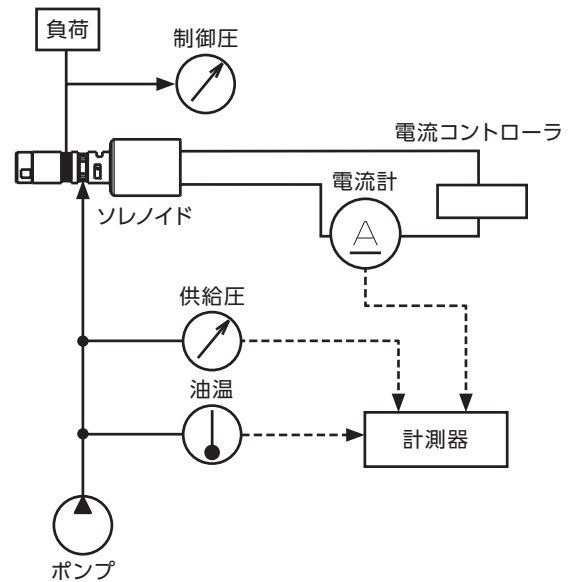 負荷
制御圧
電流コントローラ
電流計
A
ソレノイド
供給圧
油温
計測器
ポンプ